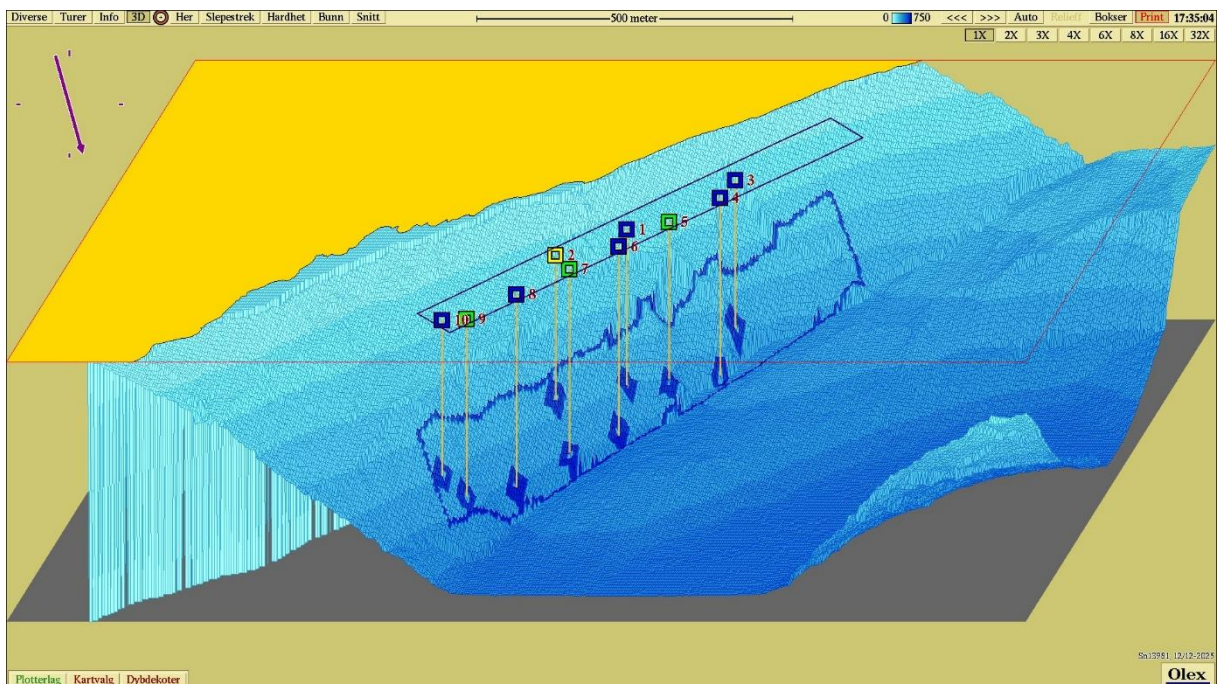 Diverse Turer Info 3D Her Slepestrek Hardhet Bunn Snitt 500 meter 0 750 <<< >>> Auto Relieff Bokser Print 17:35:04
1X 2X 3X 4X 6X 8X 16X 32X
3
4
5
1
6
2
7
8
10 9
Sn13981, 12/12-2025
Plotterlag Kartvalg Dybdekoter
Olex